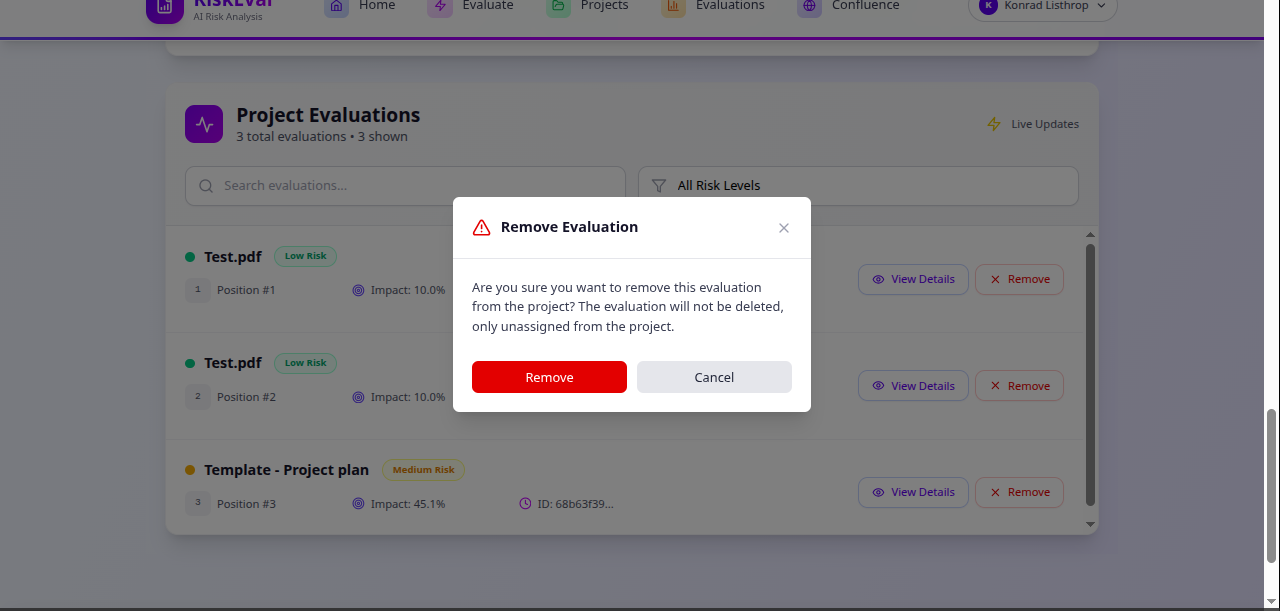 RiskEval
AI Risk Analysis
Home
Evaluate
Projects
Evaluations
Confluence
K
Konrad Listhrop
Project Evaluations
3 total evaluations • 3 shown
Live Updates
Search evaluations...
All Risk Levels
Test.pdf
Low Risk
1
Position #1
Impact: 10.0%
View Details
Remove
Test.pdf
Low Risk
2
Position #2
Impact: 10.0%
View Details
Remove
Template - Project plan
Medium Risk
3
Position #3
Impact: 45.1%
ID: 68b63f39...
View Details
Remove
Remove Evaluation
Are you sure you want to remove this evaluation
from the project? The evaluation will not be deleted,
only unassigned from the project.
Remove
Cancel